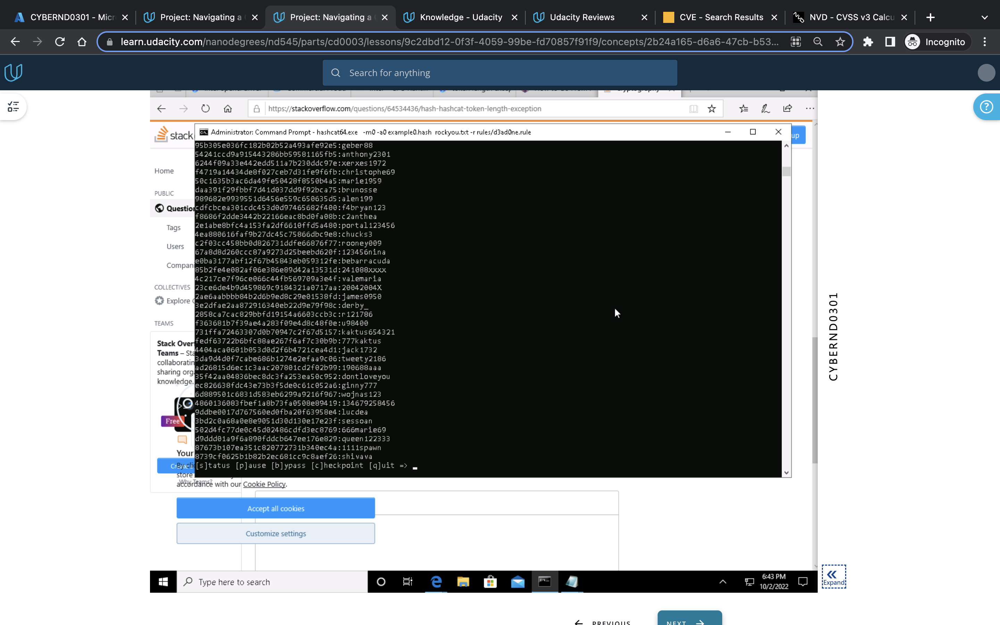 CYBERND0301 - Micr
Project: Navigating a
Project: Navigating a
Knowledge - Udacity
Udacity Reviews
CVE - Search Results
NVD - CVSS v3 Calcu
learn.udacity.com/nanodegrees/nd545/parts/cd0003/lessons/9c2dbd12-0f3f-4059-99be-fd70857f91f9/concepts/2b24a165-d6a6-47cb-b53...
Incognito
Search for anything
https://stackoverflow.com/questions/64534436/hash-hashcat-token-length-exception
stack
up
Administrator: Command Prompt - hashcat64.exe -m0 -a0 example0.hash rockyou.txt -r rules/d3ad0ne.rule
95b305e036fc182b02b52a493afe92e5:geber88
54241ccd9a915443286bb59581165fb5:anthony2301
6244f09a33e442edd511a7b230ddc97e:xerxes1972
f4719a14434de8f027ceb7d31fe9f6fb:christophe69
50c1635b3ac6da49fe50428f8550b4a5:marie1959
daa391f29fbbf7d41d037dd9f92bca75:brunosse
989682e9939551d6456e559c650635d5:alen199
cdfcbcea301cdc453d0d97465682f400:f4bryan123
f8686f2dde3442b22166eac8bd0fa08b:c2anthea
2e1abe8bfc4a153fa2df6610ffd5a480:portal123456
4ea880616faf9b27dc45c75866dbc9e8:chucks3
c2f03cc458bb0d826731ddfe66876f77:rooney009
67a8d8d260ccc87a9273d25beebd620f:123456nina
e0ba3177abf12f67b45843eb059312fe:bebarracuda
85b2fe4e082af06e386e89d42a13531d:241088xxxx
4c217ce7f96ce066c44fb569709a3e4f:valemaria
23ce6de4b9d459869c9184321a0717aa:20042004X
2ae6aabbbb84b2d6b9ed8c29e01538fd:james0950
3e2dfae2aa872916340eb22d9e79f98c:derby_
2858ca7cac829bbfd19154a6603ccb3c:r121786
f363681b7f39ae4a283f09e4d8c48f0e:u98400
731ffa72463307d0b70947c2f67d5157:kaktus654321
fedf63722b6bfc88ae267f6af7c30b9b:777kaktus
4404aca0601b053d0d2f6b4721cea4d1:jack1732
3da9d4d0f7cabe686b1274e2efaa9c06:tweety2186
ad26815d6ec1c3aac207801cd2f02b99:190688aaa
35f42aa04836bec8dc3fa253ea50c952:dontloveyou
ec826638fdc43e73b3f5de0c61c052a6:ginny777
6d889501c6831d583eb6299a9216f967:wojnas123
4860136083fbef1a8b73fa0508e89419:134679258456
9ddbe0017d767560ed0fba20f63958e4:lucdea
3bd2c0a68a0e8e9051d30d130e17e23f:sessoan
502d4fc77de0c45d02486cdfd3ec8769:666marie69
d9ddd01a9f6a890fddcb647ee176e829:queen122333
87673b107ea351c820772731b340ec4a:1111spawn
8739cf0625b1b82b2ec681cc9c8aef26:shivava
[s]tatus [p]ause [b]ypass [c]heckpoint [q]uit =>
Home
PUBLIC
Question
Tags
Users
Compani
COLLECTIVES
Explore C
TEAMS
Stack Over
Teams – Sta
collaboratin
sharing orga
knowledge.
Free
Your
By cli
store
Why Teams?
accordance with our Cookie Policy.
Accept all cookies
Customize settings
Type here to search
6:43 PM
10/2/2022
CYBERND0301
Expand
PREVIOUS
NEXT